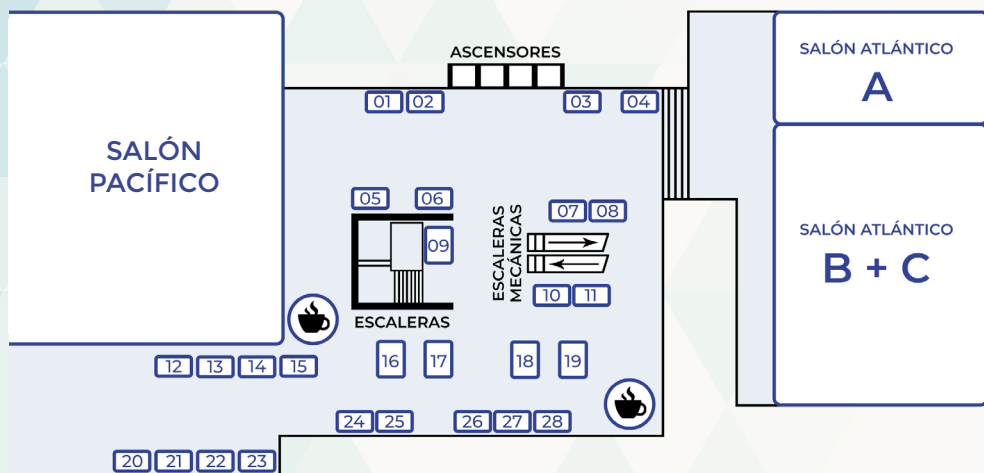 ASCENSORES
SALÓN ATLÁNTICO
A
01 02 03 04
SALÓN
PACÍFICO
05 06
07 08
ESCALERAS
MECÁNICAS
09
SALÓN ATLÁNTICO
B + C
10 11
ESCALERAS
12 13 14 15
16 17 18 19
24 25 26 27 28
20 21 22 23